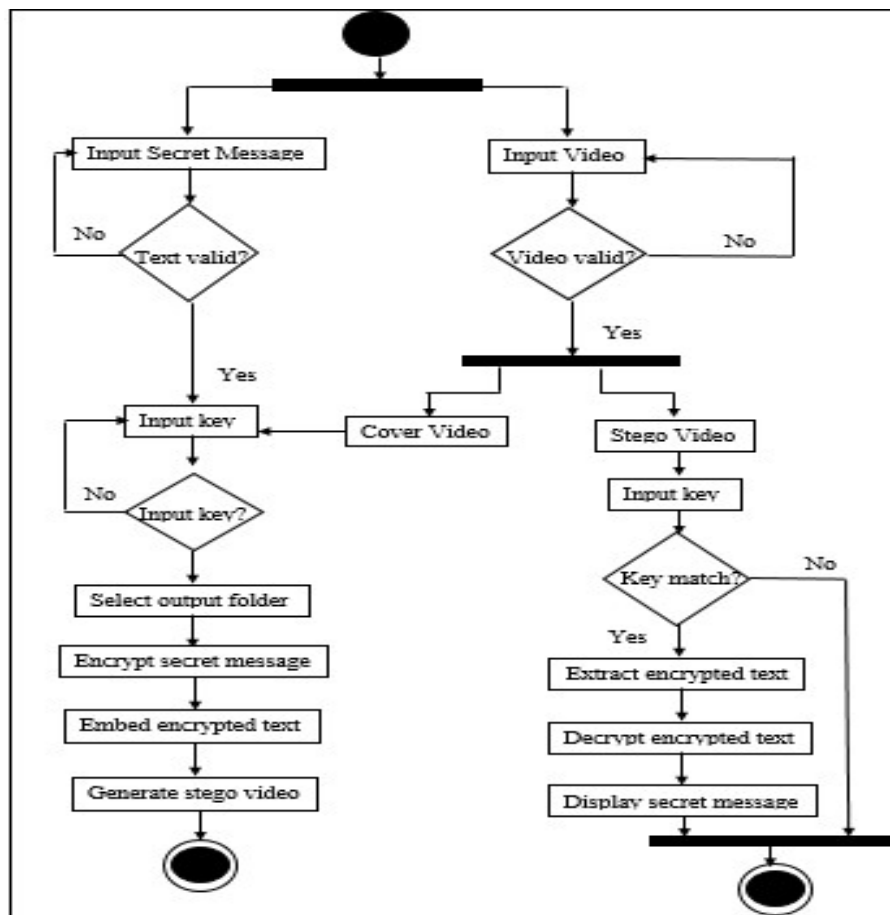 Input Secret Message
Input Video
No
Text valid?
Video valid?
No
Yes
Yes
Input key
Cover Video
Stego Video
No
Input key?
Input key
Key match?
No
Select output folder
Yes
Encrypt secret message
Extract encrypted text
Embed encrypted text
Decrypt encrypted text
Generate stego video
Display secret message